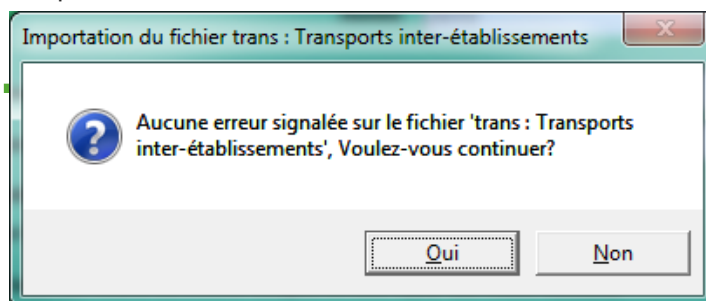 Importation du fichier trans : Transports inter-établissements
Aucune erreur signalée sur le fichier 'trans : Transports
inter-établissements', Voulez-vous continuer?
Oui
Non